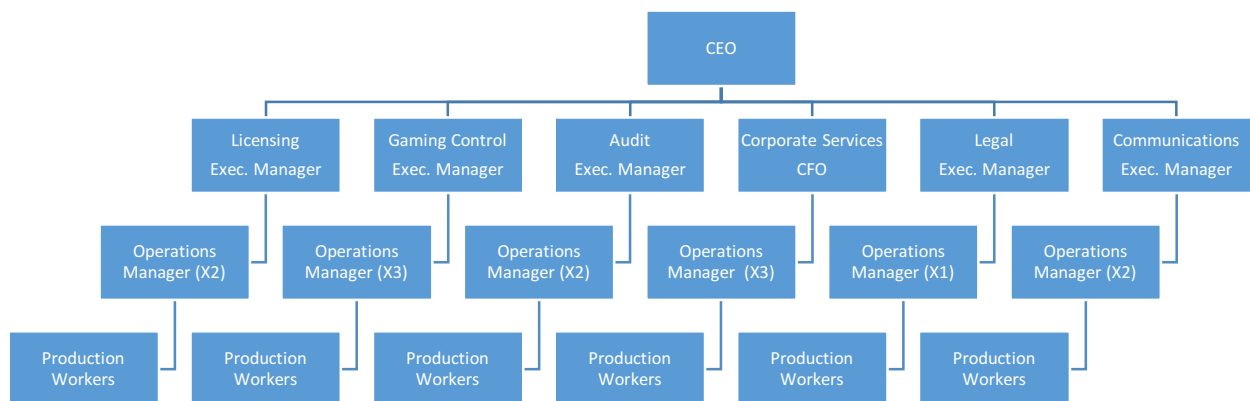 CEO
Licensing
Exec. Manager
Gaming Control
Exec. Manager
Audit
Exec. Manager
Corporate Services
CFO
Legal
Exec. Manager
Communications
Exec. Manager
Operations
Manager (X2)
Operations
Manager (X3)
Operations
Manager (X2)
Operations
Manager (X3)
Operations
Manager (X1)
Operations
Manager (X2)
Production
Workers
Production
Workers
Production
Workers
Production
Workers
Production
Workers
Production
Workers